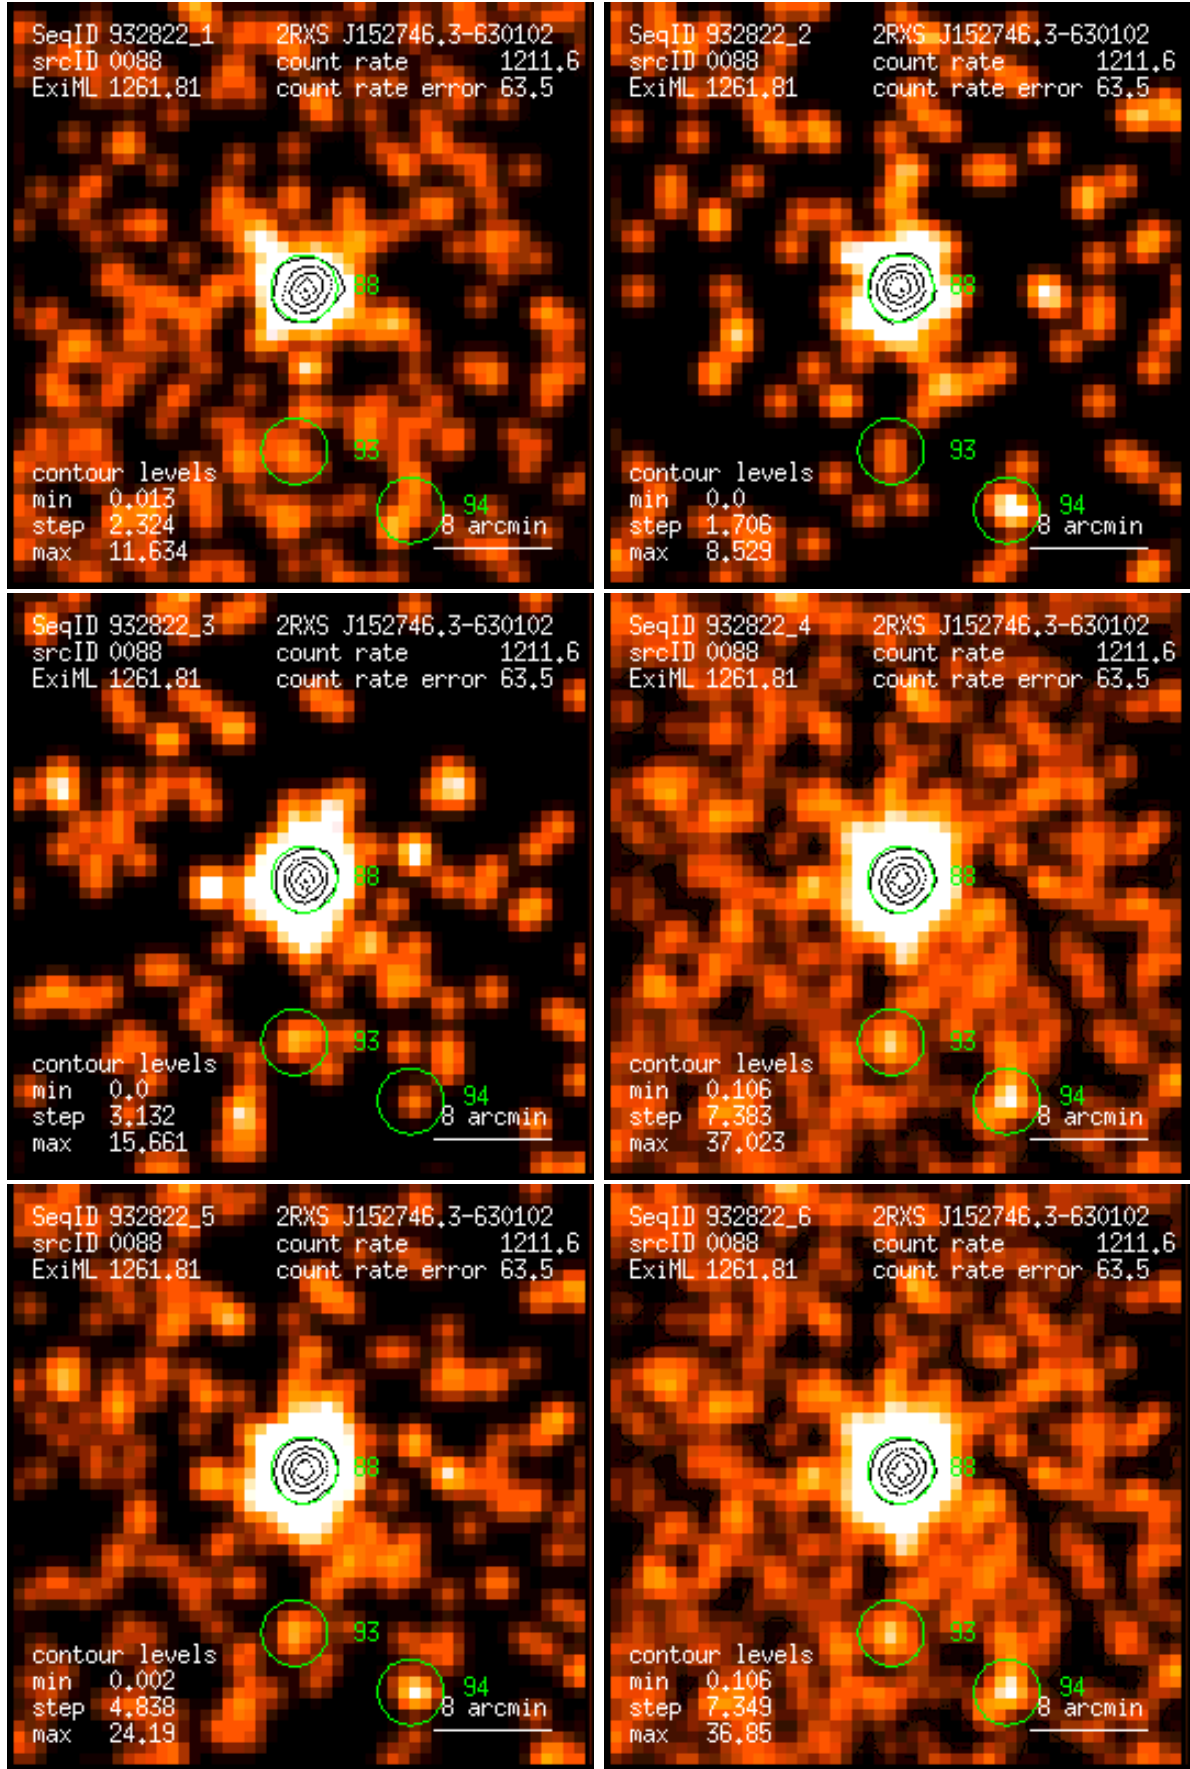 SeqID 932822_1 2RXS J152746.3-630102
srcID 0088 count rate 1211.6
ExiML 1261.81 count rate error 63.5
88
93
contour levels
min 0.013
94
step 2.324 8 arcmin
max 11.634
SeqID 932822_2 2RXS J152746.3-630102
srcID 0088 count rate 1211.6
ExiML 1261.81 count rate error 63.5
88
93
contour levels
min 0.0
94
step 1.706 8 arcmin
max 8.529
SeqID 932822_3 2RXS J152746.3-630102
srcID 0088 count rate 1211.6
ExiML 1261.81 count rate error 63.5
88
93
contour levels
min 0.0
94
step 3.132 8 arcmin
max 15.661
SeqID 932822_4 2RXS J152746.3-630102
srcID 0088 count rate 1211.6
ExiML 1261.81 count rate error 63.5
88
93
contour levels
min 0.106
94
step 7.383 8 arcmin
max 37.023
SeqID 932822_5 2RXS J152746.3-630102
srcID 0088 count rate 1211.6
ExiML 1261.81 count rate error 63.5
88
93
contour levels
min 0.002
94
step 4.838 8 arcmin
max 24.19
SeqID 932822_6 2RXS J152746.3-630102
srcID 0088 count rate 1211.6
ExiML 1261.81 count rate error 63.5
88
93
contour levels
min 0.106
94
step 7.349 8 arcmin
max 36.85